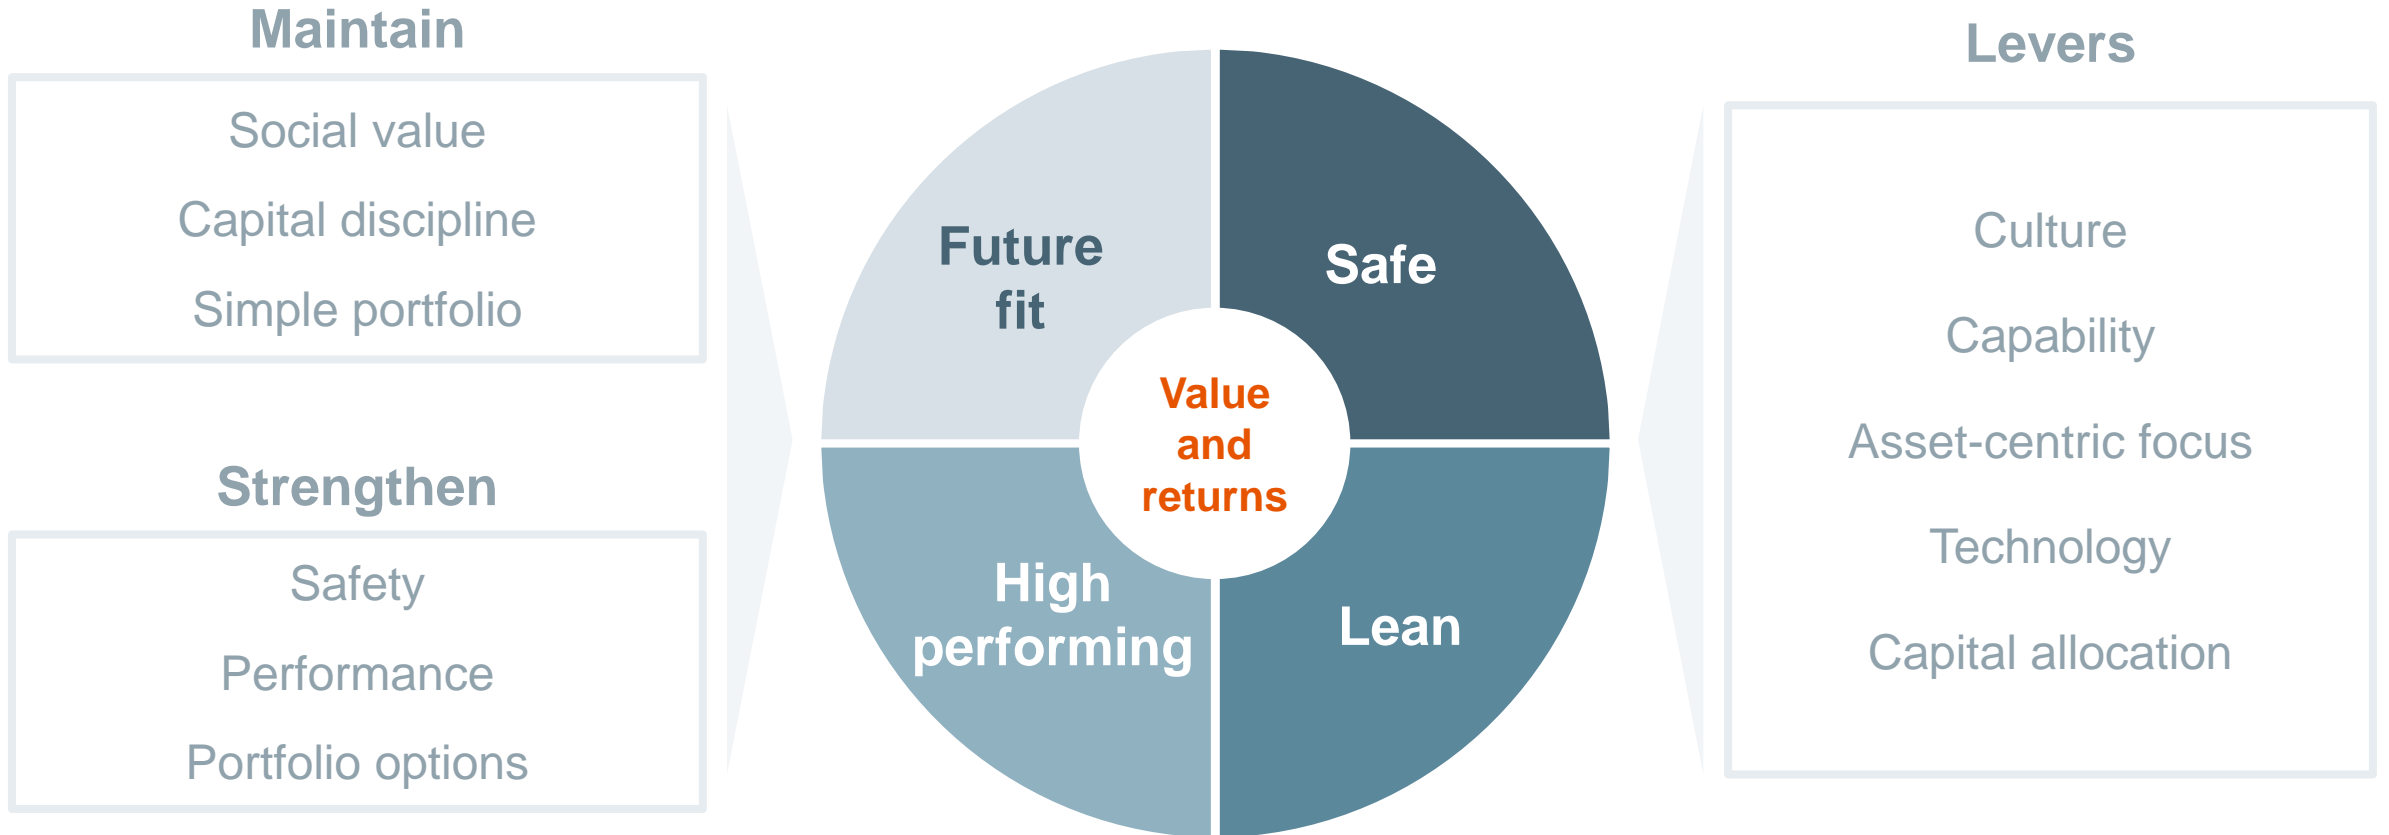 Maintain
Social value
Capital discipline
Simple portfolio
Strengthen
Safety
Performance
Portfolio options
Future
fit
Safe
Value
and
returns
High
performing
Lean
Levers
Culture
Capability
Asset-centric focus
Technology
Capital allocation